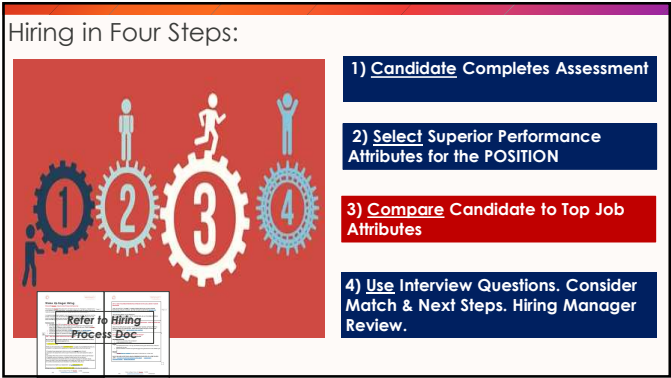 Hiring in Four Steps:
1) Candidate Completes Assessment
2) Select Superior Performance
Attributes for the POSITION
3) Compare Candidate to Top Job
Attributes
4) Use Interview Questions. Consider
Match & Next Steps. Hiring Manager
Review.
1
2
3
4
Refer to Hiring
Process Doc